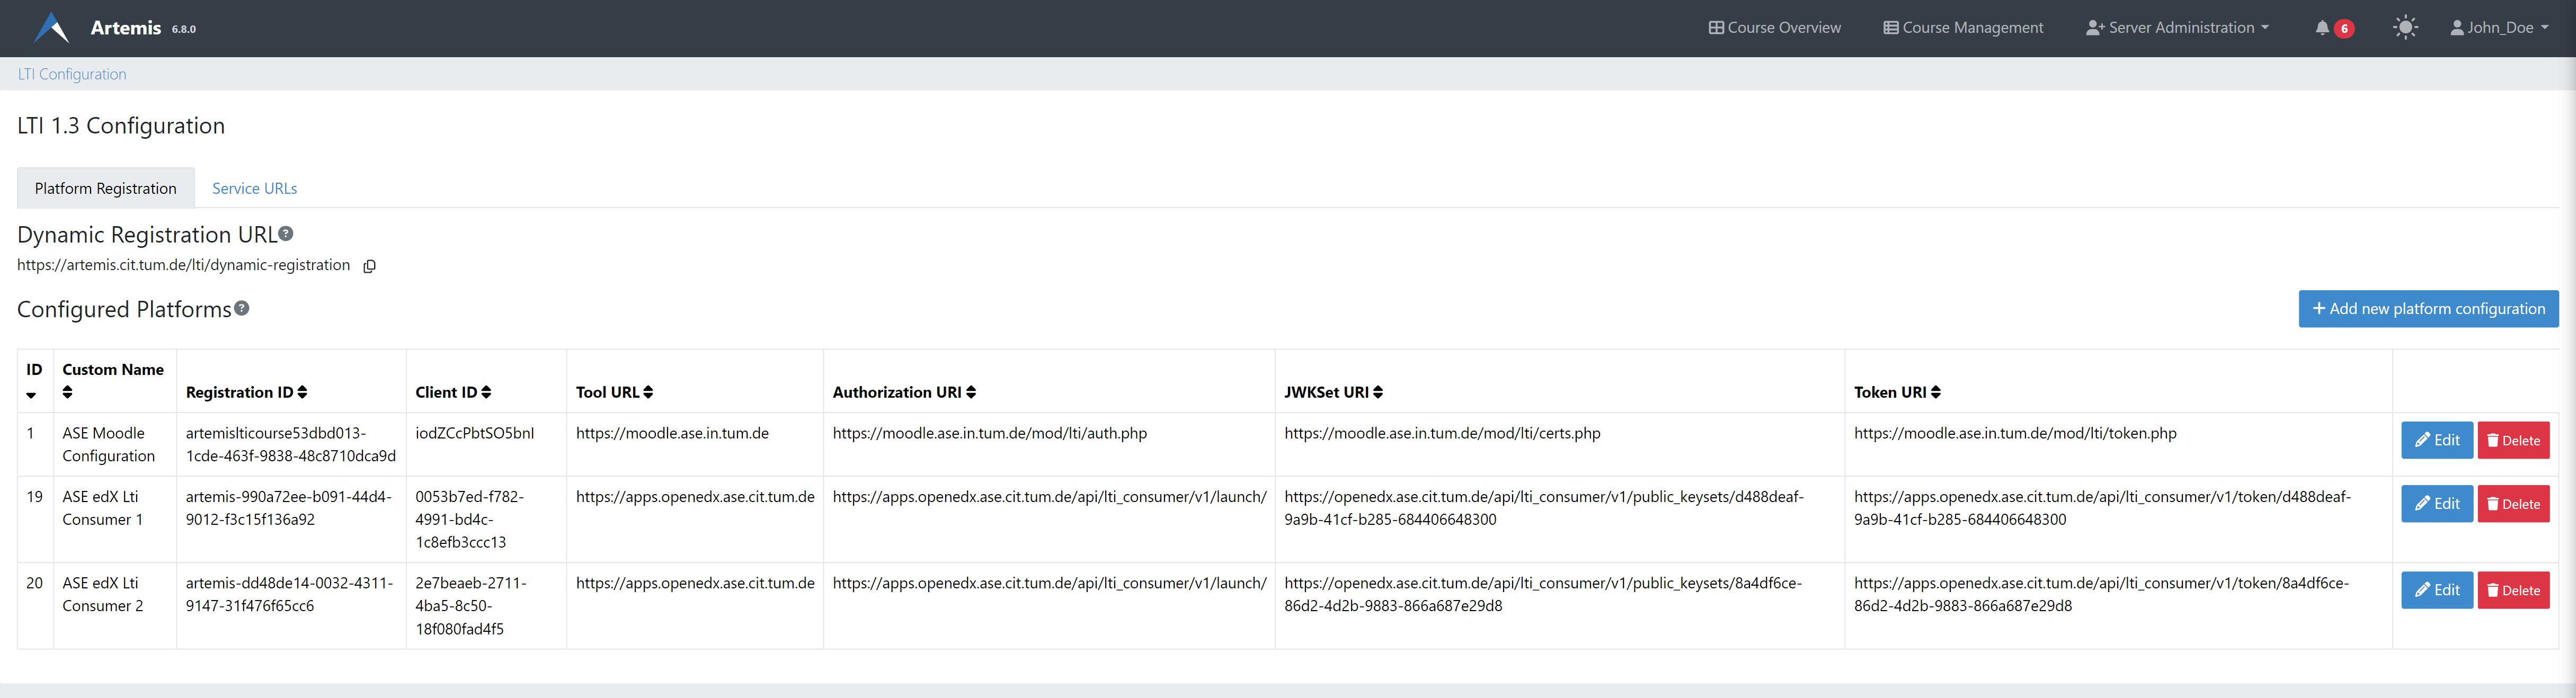 Artemis 6.8.0 Course Overview Course Management Server Administration 6 John_Doe
LTI Configuration
LTI 1.3 Configuration
Platform Registration Service URLs
Dynamic Registration URL
https://artemis.cit.tum.de/lti/dynamic-registration
Configured Platforms
+ Add new platform configuration
ID Custom Name Registration ID Client ID Tool URL Authorization URI JWKSet URI Token URI
1 ASE Moodle artemislticourse53dbd013- iodZCcPbtSO5bnI https://moodle.ase.in.tum.de https://moodle.ase.in.tum.de/mod/lti/auth.php https://moodle.ase.in.tum.de/mod/lti/certs.php https://moodle.ase.in.tum.de/mod/lti/token.php Edit Delete
Configuration 1cde-463f-9838-48c8710dca9d
19 ASE edX Lti artemis-990a72ee-b091-44d4- 0053b7ed-f782- https://apps.openedx.ase.cit.tum.de https://apps.openedx.ase.cit.tum.de/api/lti_consumer/v1/launch/ https://openedx.ase.cit.tum.de/api/lti_consumer/v1/public_keysets/d488deaf- https://apps.openedx.ase.cit.tum.de/api/lti_consumer/v1/token/d488deaf- Edit Delete
Consumer 1 9012-f3c15f136a92 4991-bd4c- 9a9b-41cf-b285-684406648300 9a9b-41cf-b285-684406648300
1c8efb3ccc13
20 ASE edX Lti artemis-dd48de14-0032-4311- 2e7beaeb-2711- https://apps.openedx.ase.cit.tum.de https://apps.openedx.ase.cit.tum.de/api/lti_consumer/v1/launch/ https://openedx.ase.cit.tum.de/api/lti_consumer/v1/public_keysets/8a4df6ce- https://apps.openedx.ase.cit.tum.de/api/lti_consumer/v1/token/8a4df6ce- Edit Delete
Consumer 2 9147-31f476f65cc6 4ba5-8c50- 86d2-4d2b-9883-866a687e29d8 86d2-4d2b-9883-866a687e29d8
18f080fad4f5